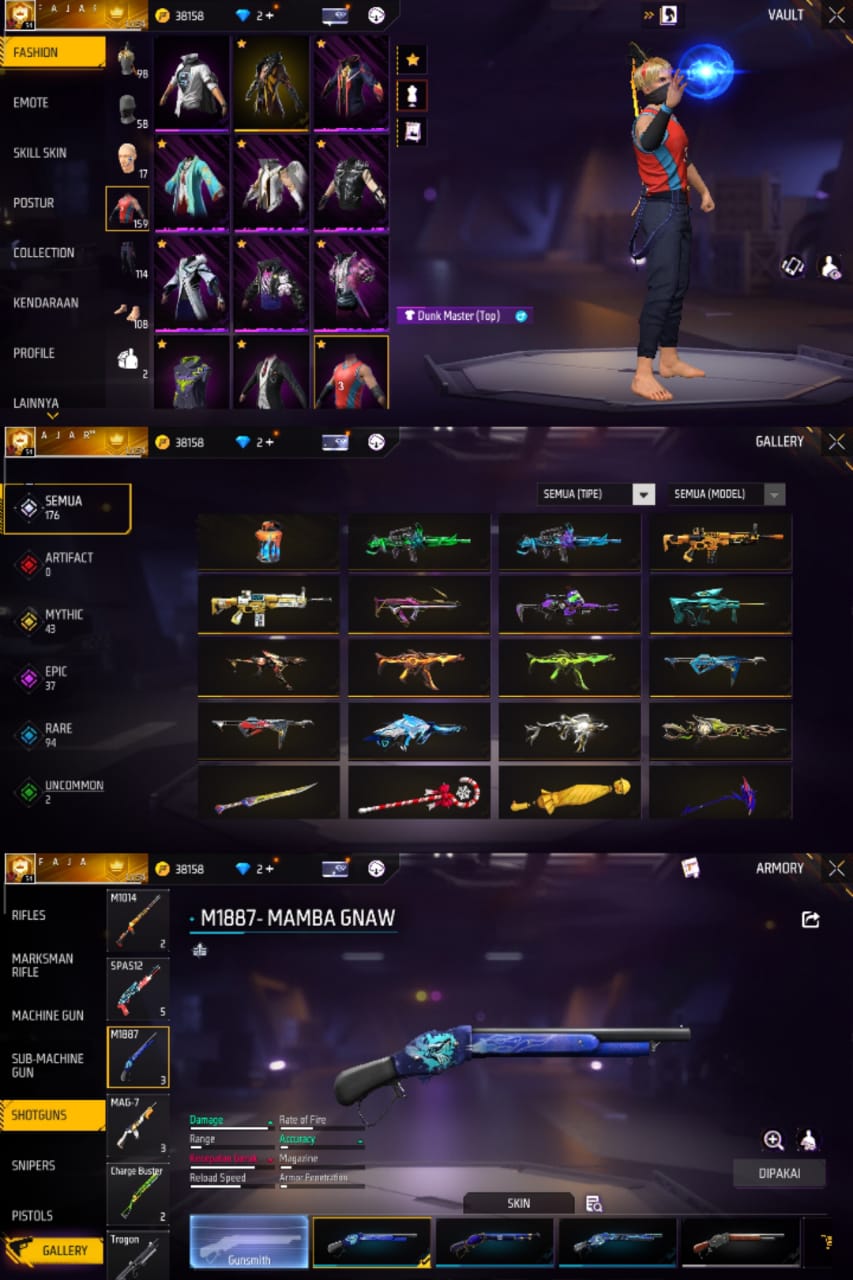 F A J A R
54
38158
2+
VAULT
FASHION
98
EMOTE
58
SKILL SKIN
17
POSTUR
159
COLLECTION
114
KENDARAAN
108
PROFILE
2
LAINNYA
3
Dunk Master (Top)
A J A R
54
38158
2+
GALLERY
SEMUA
176
SEMUA (TIPE)
SEMUA (MODEL)
ARTIFACT
0
MYTHIC
43
EPIC
37
RARE
94
UNCOMMON
2
F A J A
54
38158
2+
ARMORY
RIFLES
M1014
2
M1887- MAMBA GNAW
MARKSMAN
RIFLE
SPAS12
5
MACHINE GUN
M1887
3
SUB-MACHINE
GUN
SHOTGUNS
MAG-7
3
Damage
Rate of Fire
Range
Accuracy
Magazine
Reload Speed
Armor Penetration
SNIPERS
Charge Buster
2
DIPAKAI
PISTOLS
SKIN
GALLERY
Trogon
Gunsmith